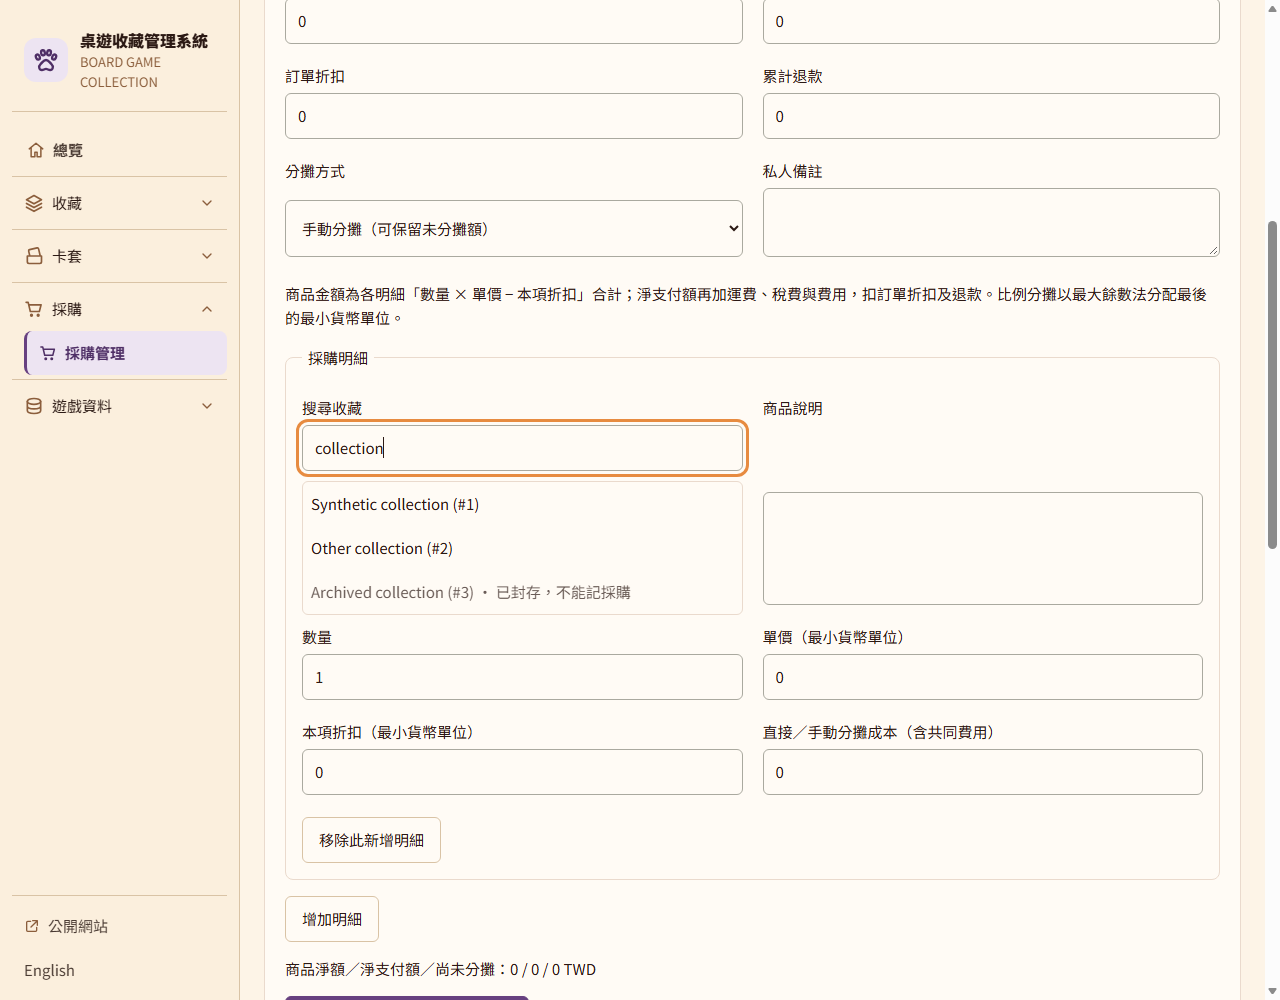 桌遊收藏管理系統
BOARD GAME
COLLECTION
總覽
收藏
卡套
採購
採購管理
遊戲資料
公開網站
English
0
0
訂單折扣
累計退款
0
0
分攤方式
私人備註
手動分攤（可保留未分攤額）
商品金額為各明細「數量 × 單價 − 本項折扣」合計；淨支付額再加運費、稅費與費用，扣訂單折扣及退款。比例分攤以最大餘數法分配最後
的最小貨幣單位。
採購明細
搜尋收藏
商品說明
collection
Synthetic collection (#1)
Other collection (#2)
Archived collection (#3) · 已封存，不能記採購
數量
單價（最小貨幣單位）
1
0
本項折扣（最小貨幣單位）
直接／手動分攤成本（含共同費用）
0
0
移除此新增明細
增加明細
商品淨額／淨支付額／尚未分攤：0 / 0 / 0 TWD